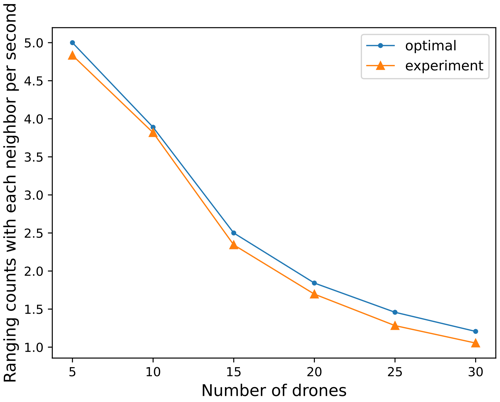 Ranging counts with each neighbor per second
5.0
4.5
4.0
3.5
3.0
2.5
2.0
1.5
1.0
optimal
experiment
5 10 15 20 25 30
Number of drones